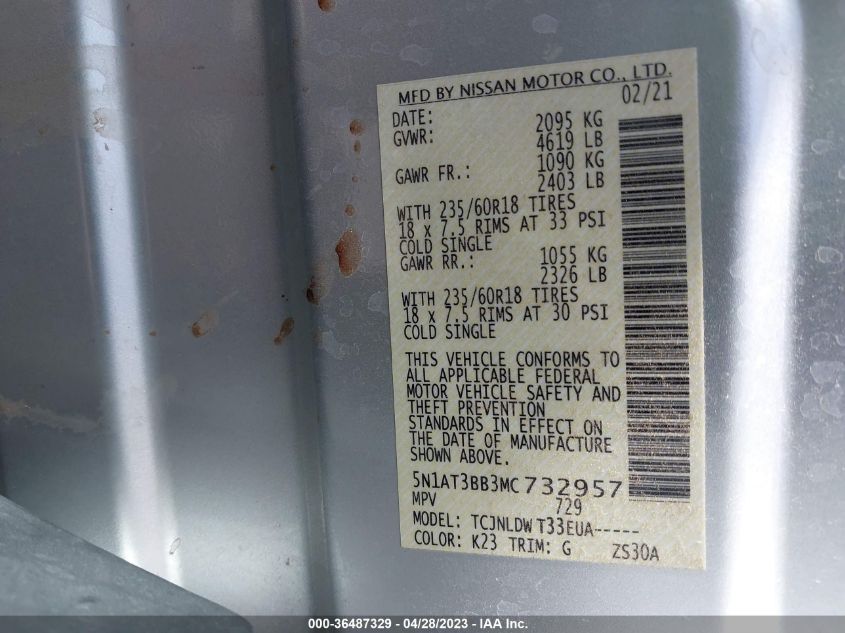 MFD BY NISSAN MOTOR CO., LTD.
DATE: 02/21
GVWR: 2095 KG
4619 LB
GAWR FR.: 1090 KG
2403 LB
WITH 235/60R18 TIRES
18 x 7.5 RIMS AT 33 PSI
COLD SINGLE
GAWR RR.: 1055 KG
2326 LB
WITH 235/60R18 TIRES
18 x 7.5 RIMS AT 30 PSI
COLD SINGLE
THIS VEHICLE CONFORMS TO
ALL APPLICABLE FEDERAL
MOTOR VEHICLE SAFETY AND
THEFT PREVENTION
STANDARDS IN EFFECT ON
THE DATE OF MANUFACTURE
SHOWN ABOVE.
5N1AT3BB3MC732957
MPV 729
MODEL: TCJNLDW T33EUA-----
COLOR: K23 TRIM: G ZS30A
000-36487329 - 04/28/2023 - IAA Inc.